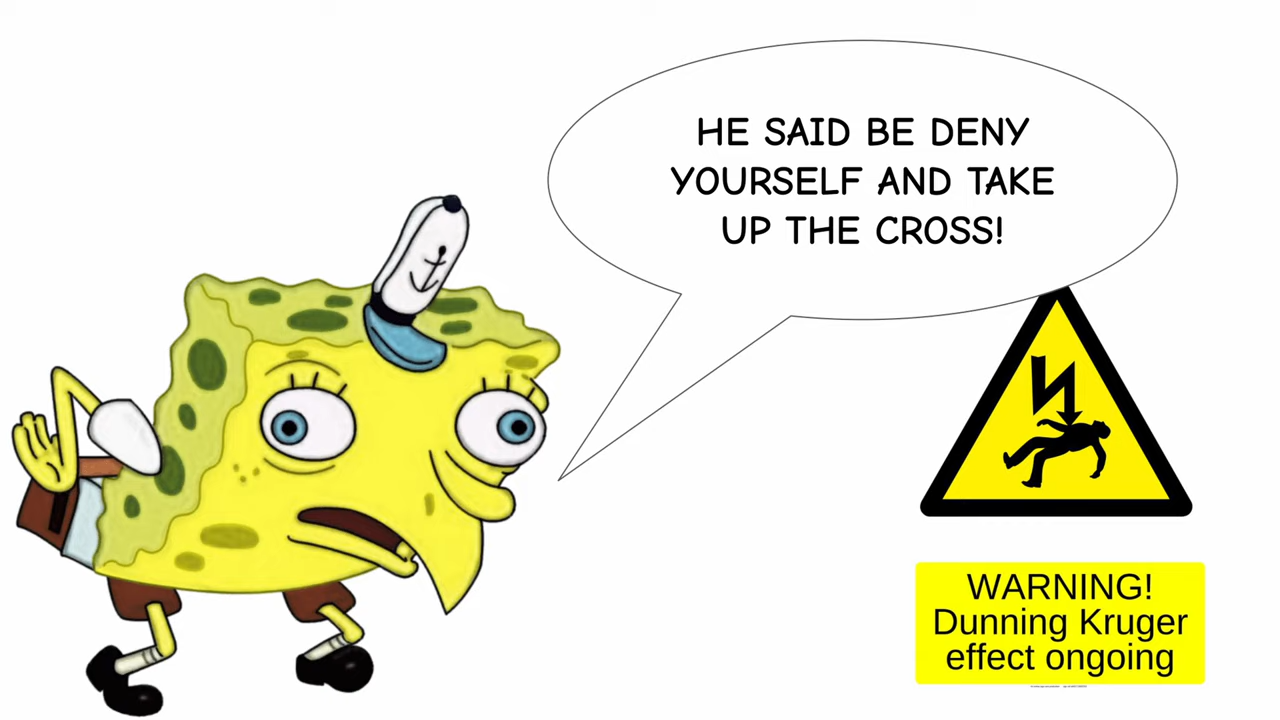 HE SAID BE DENY
YOURSELF AND TAKE
UP THE CROSS!
WARNING!
Dunning Kruger
effect ongoing